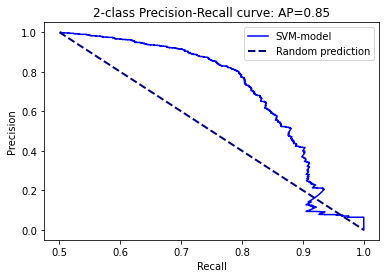 2-class Precision-Recall curve: AP=0.85
SVM-model
Random prediction
Precision
1.0
0.8
0.6
0.4
0.2
0.0
0.5 0.6 0.7 0.8 0.9 1.0
Recall